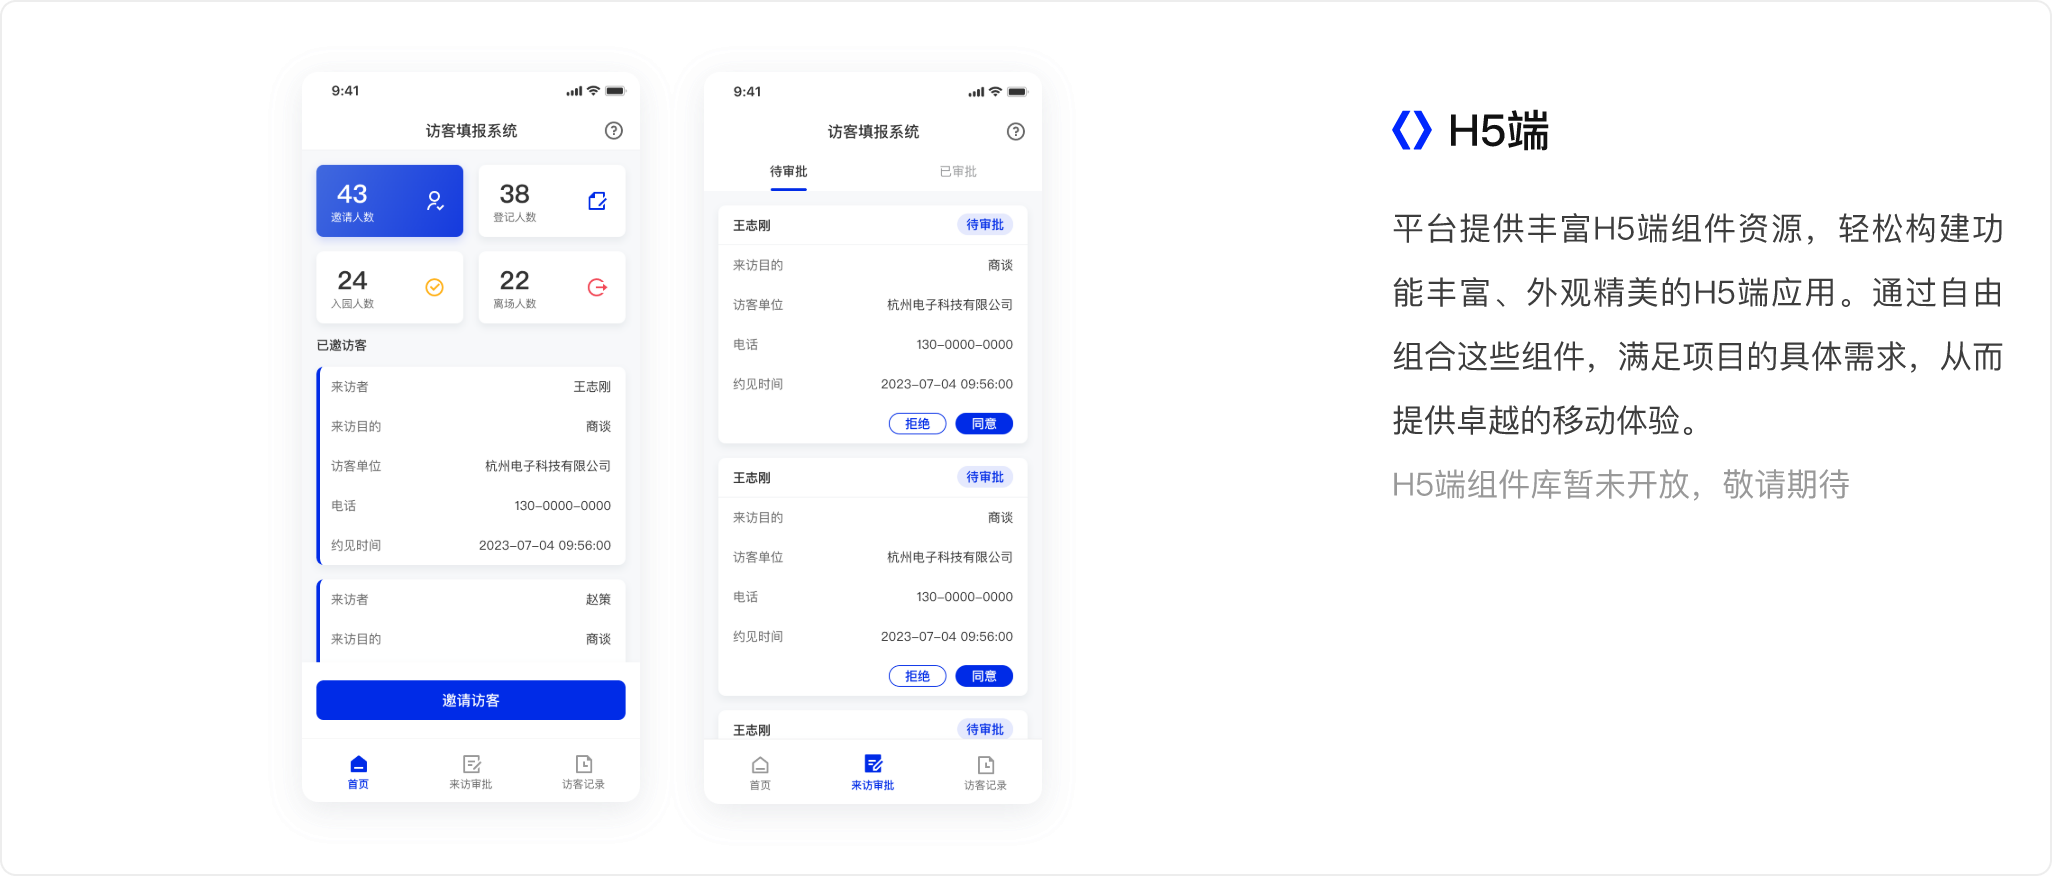 9:41
访客填报系统
43
邀请人数
38
登记人数
24
入园人数
22
离场人数
已邀访客
来访者 王志刚
来访目的 商谈
访客单位 杭州电子科技有限公司
电话 130-0000-0000
约见时间 2023-07-04 09:56:00
来访者 赵策
来访目的 商谈
邀请访客
首页 来访审批 访客记录
9:41
访客填报系统
待审批 已审批
王志刚 待审批
来访目的 商谈
访客单位 杭州电子科技有限公司
电话 130-0000-0000
约见时间 2023-07-04 09:56:00
拒绝 同意
王志刚 待审批
来访目的 商谈
访客单位 杭州电子科技有限公司
电话 130-0000-0000
约见时间 2023-07-04 09:56:00
拒绝 同意
王志刚 待审批
首页 来访审批 访客记录
H5端
平台提供丰富H5端组件资源，轻松构建功
能丰富、外观精美的H5端应用。通过自由
组合这些组件，满足项目的具体需求，从而
提供卓越的移动体验。
H5端组件库暂未开放，敬请期待